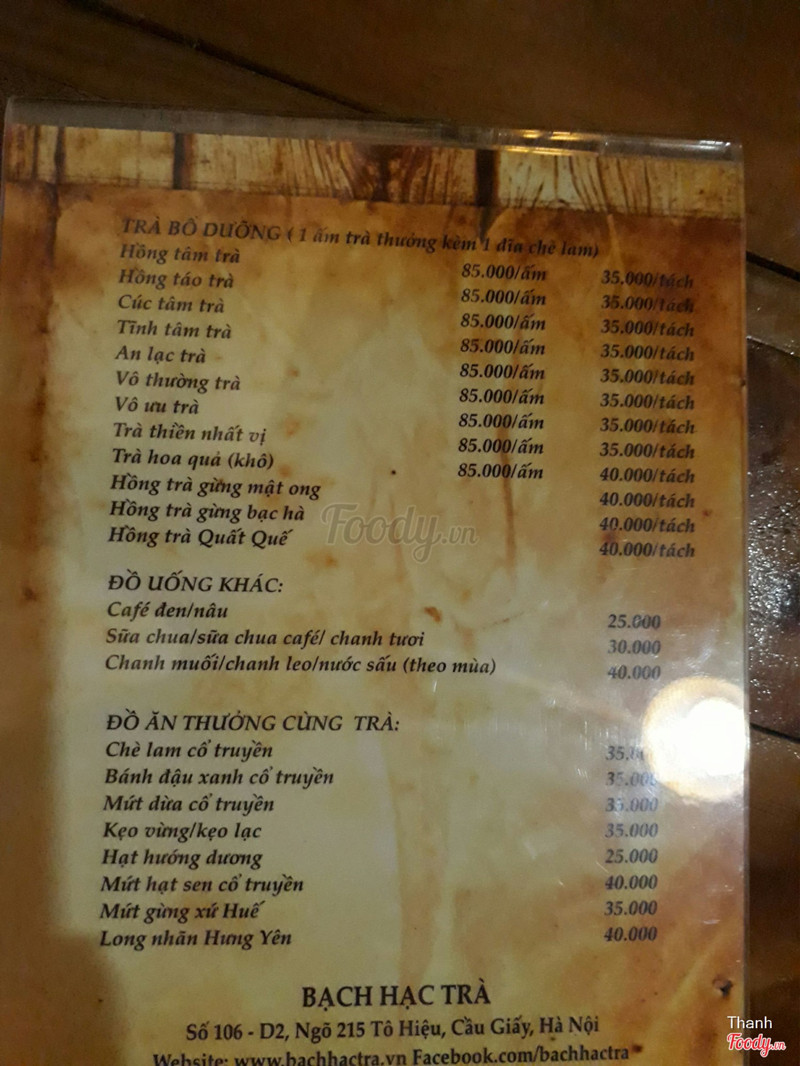 TRÀ BỔ DƯỠNG ( 1 ấm trà thưởng kèm 1 dĩa chè lam)
Hồng tâm trà 85.000/ấm 35.000/tách
Hồng táo trà 85.000/ấm 35.000/tách
Cúc tâm trà 85.000/ấm 35.000/tách
Tĩnh tâm trà 85.000/ấm 35.000/tách
An lạc trà 85.000/ấm 35.000/tách
Vô thường trà 85.000/ấm 35.000/tách
Vô ưu trà 85.000/ấm 35.000/tách
Trà thiền nhất vị 85.000/ấm 35.000/tách
Trà hoa quả (khô) 85.000/ấm 40.000/tách
Hồng trà gừng mật ong 40.000/tách
Hồng trà gừng bạc hà 40.000/tách
Hồng trà Quất Quế 40.000/tách
Foody.vn
ĐỒ UỐNG KHÁC:
Café đen/nâu 25.000
Sữa chua/sữa chua café/ chanh tươi 30.000
Chanh muối/chanh leo/nước sấu (theo mùa) 40.000
ĐỒ ĂN THƯỞNG CÙNG TRÀ:
Chè lam cổ truyền
Bánh đậu xanh cổ truyền 35.000
Mứt dừa cổ truyền 35.000
Kẹo vừng/kẹo lạc 35.000
Hạt hướng dương 25.000
Mứt hạt sen cổ truyền 40.000
Mứt gừng xứ Huế 35.000
Long nhãn Hưng Yên 40.000
BẠCH HẠC TRÀ
Số 106 - D2, Ngõ 215 Tô Hiệu, Cầu Giấy, Hà Nội
Website: www.bachhactra.vn Facebook.com/bachhactra
Thanh
Foody.vn